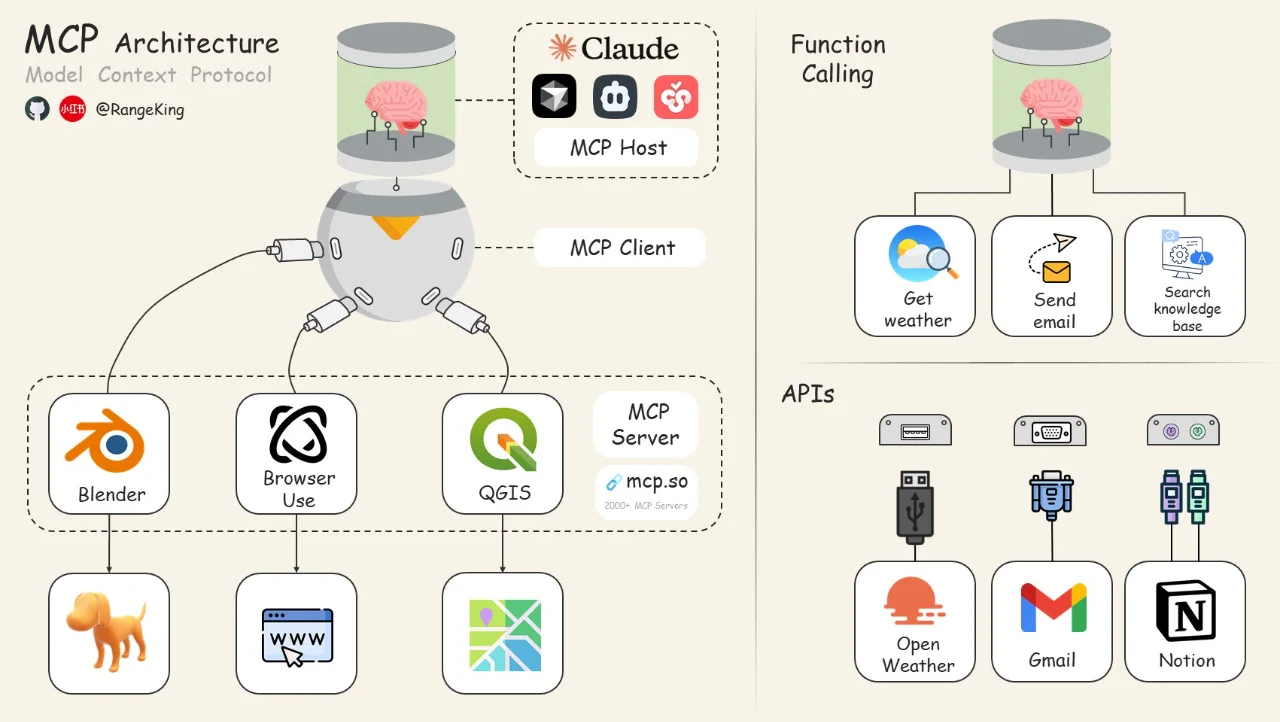 MCP Architecture
Model Context Protocol
小红书 @RangeKing
Claude
MCP Host
MCP Client
MCP
Server
mcp.so
2000+ MCP Servers
Blender
Browser
Use
QGIS
www
Function
Calling
Get
weather
Send
email
Search
knowledge
base
Q
A
APIs
Open
Weather
Gmail
N
Notion